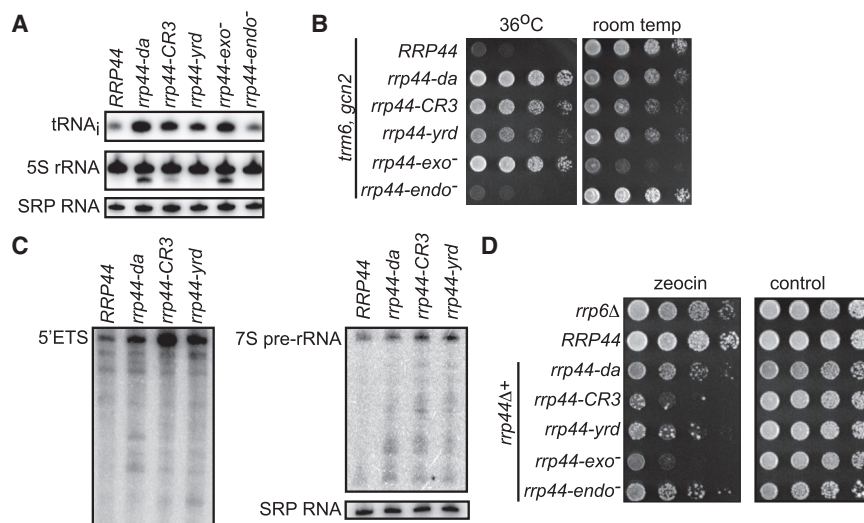 A
RRP44
rrp44-da
rrp44-CR3
rrp44-yrd
rrp44-exo⁻
rrp44-endo⁻
tRNAi
5S rRNA
SRP RNA
B
36°C
room temp
trm6, gcn2
RRP44
rrp44-da
rrp44-CR3
rrp44-yrd
rrp44-exo⁻
rrp44-endo⁻
C
RRP44
rrp44-da
rrp44-CR3
rrp44-yrd
5'ETS
RRP44
rrp44-da
rrp44-CR3
rrp44-yrd
7S pre-rRNA
SRP RNA
D
zeocin
control
rrp6Δ
RRP44
rrp44Δ+
rrp44-da
rrp44-CR3
rrp44-yrd
rrp44-exo⁻
rrp44-endo⁻